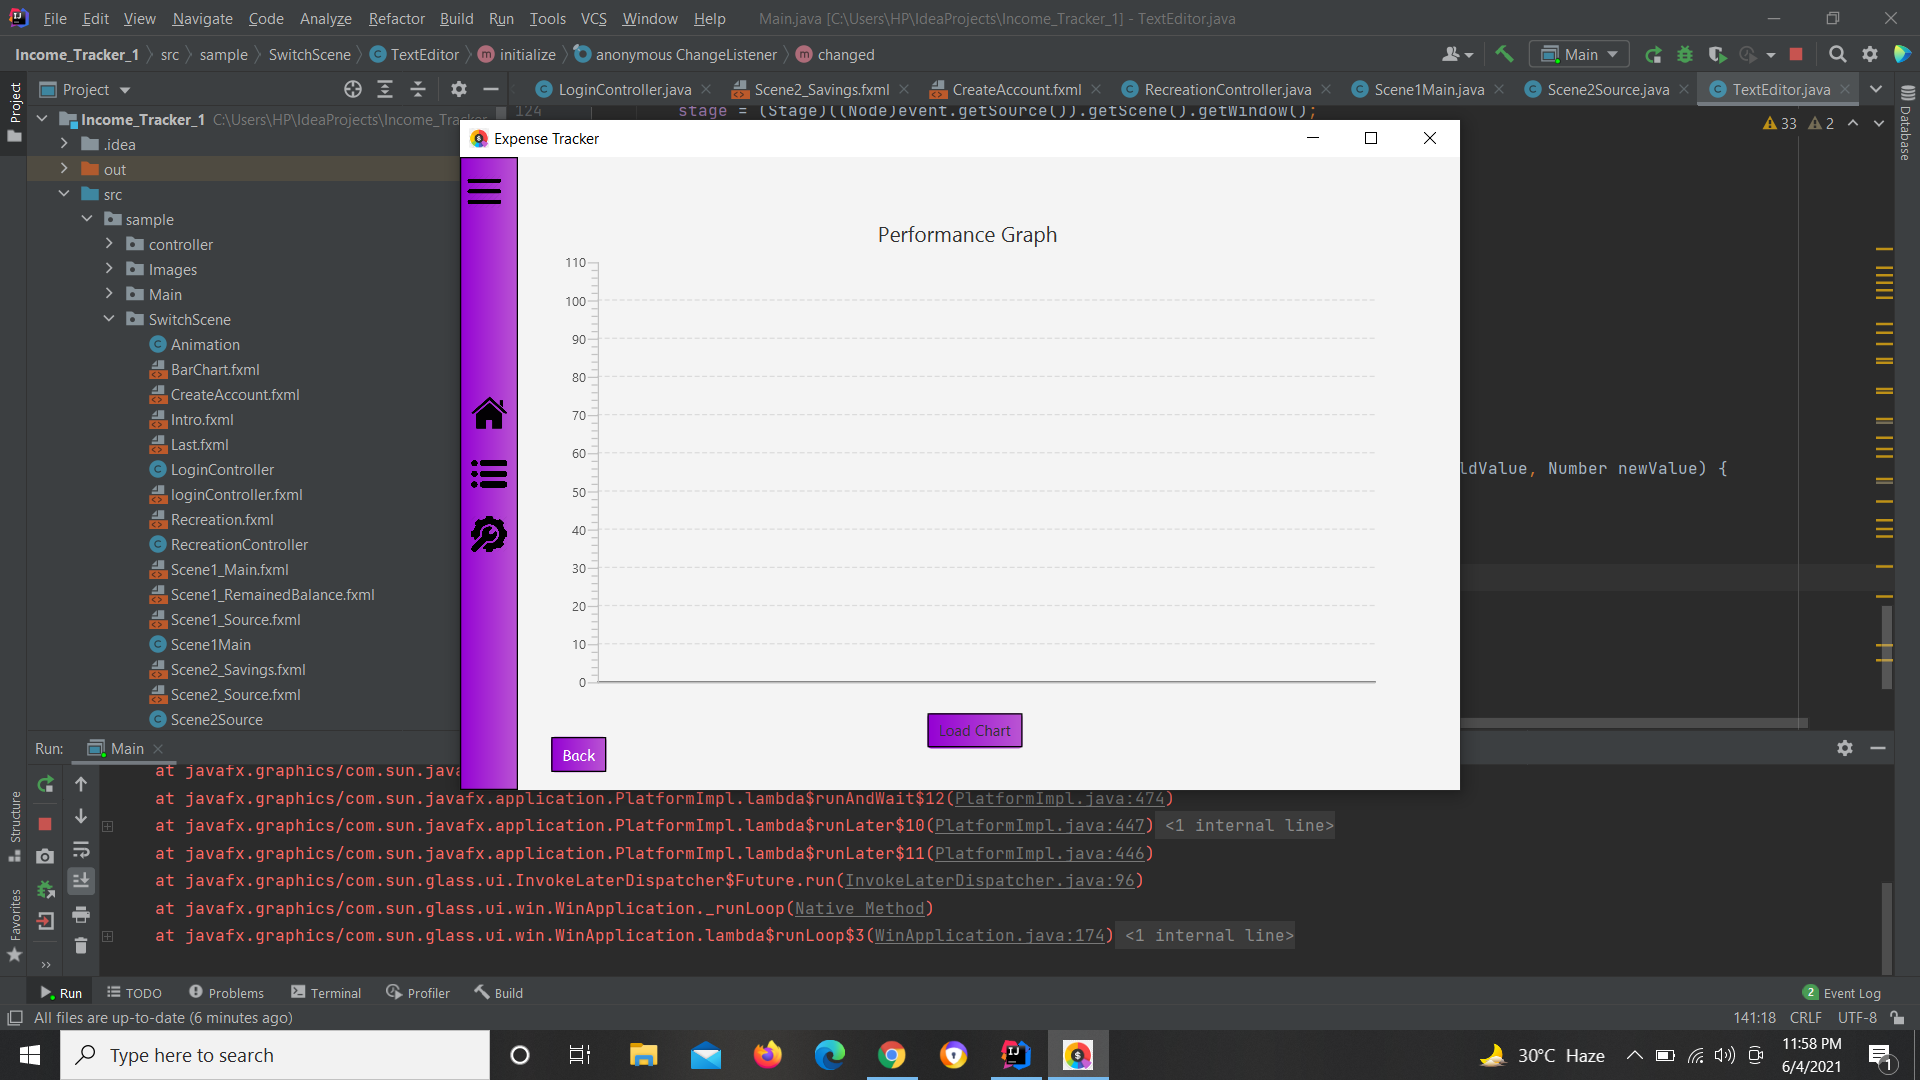 File Edit View Navigate Code Analyze Refactor Build Run Tools VCS Window Help Main.java [C:\Users\HP\IdeaProjects\Income_Tracker_1] - TextEditor.java
Income_Tracker_1 src sample SwitchScene TextEditor initialize anonymous ChangeListener changed Main
Project LoginController.java Scene2_Savings.fxml CreateAccount.fxml RecreationController.java Scene1Main.java Scene2Source.java TextEditor.java
Project
Database
124 stage = (Stage)((Node)event.getSource()).getScene().getWindow();
33 2
Income_Tracker_1 C:\Users\HP\IdeaProjects\Income_Tracker
.idea
out
src
sample
controller
Images
Main
SwitchScene
Animation
BarChart.fxml
CreateAccount.fxml
Intro.fxml
Last.fxml
LoginController
loginController.fxml
Recreation.fxml
RecreationController
Scene1_Main.fxml
Scene1_RemainedBalance.fxml
Scene1_Source.fxml
Scene1Main
Scene2_Savings.fxml
Scene2_Source.fxml
Scene2Source
Expense Tracker
Performance Graph
110
100
90
80
70
60
50
40
30
20
10
0
Load Chart
Back
ldValue, Number newValue) {
Run: Main
at javafx.graphics/com.sun.java
at javafx.graphics/com.sun.javafx.application.PlatformImpl.lambda$runAndWait$12(PlatformImpl.java:474)
at javafx.graphics/com.sun.javafx.application.PlatformImpl.lambda$runLater$10(PlatformImpl.java:447) <1 internal line>
at javafx.graphics/com.sun.javafx.application.PlatformImpl.lambda$runLater$11(PlatformImpl.java:446)
at javafx.graphics/com.sun.glass.ui.InvokeLaterDispatcher$Future.run(InvokeLaterDispatcher.java:96)
at javafx.graphics/com.sun.glass.ui.win.WinApplication._runLoop(Native Method)
at javafx.graphics/com.sun.glass.ui.win.WinApplication.lambda$runLoop$3(WinApplication.java:174) <1 internal line>
Structure
Favorites
Run TODO Problems Terminal Profiler Build 2 Event Log
All files are up-to-date (6 minutes ago) 141:18 CRLF UTF-8
Type here to search 30°C Haze 11:58 PM
6/4/2021 1